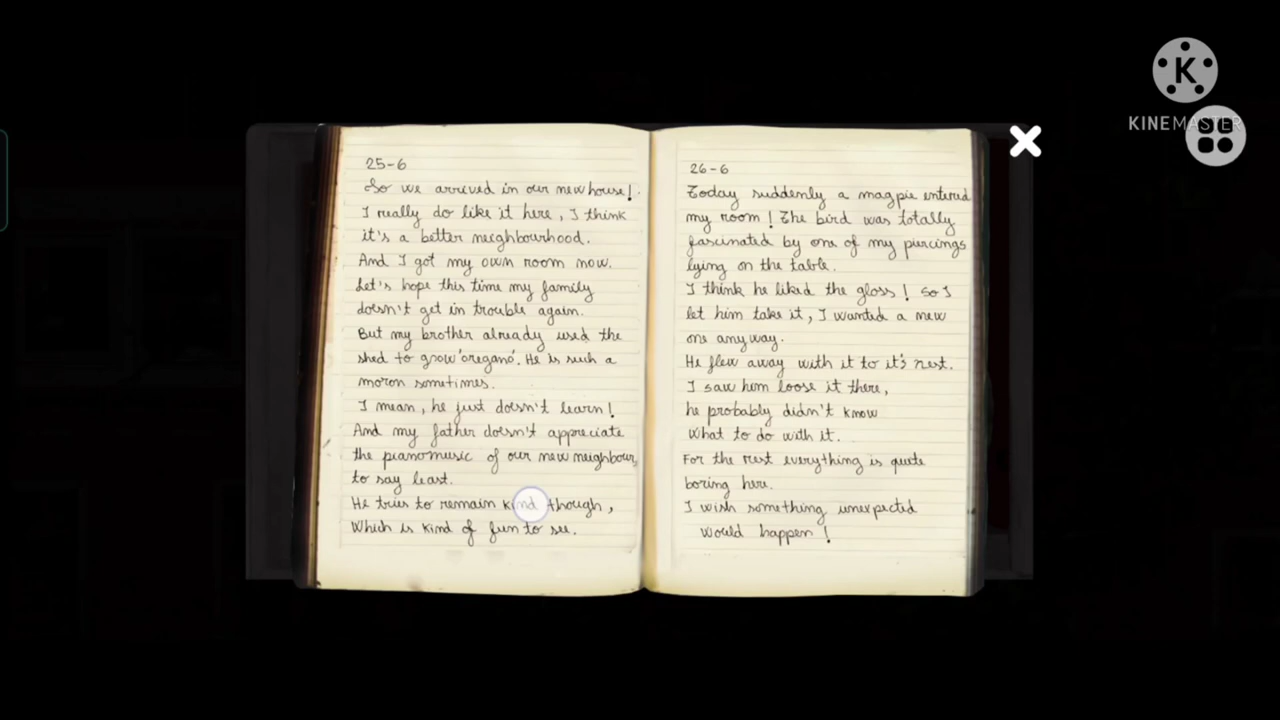 25-6
So we arrived in our new house!
I really do like it here, I think
it's a better neighbourhood.
And I got my own room now.
Let's hope this time my family
doesn't get in trouble again.
But my brother already used the
shed to grow 'oregano'. He is such a
moron sometimes.
I mean, he just doesn't learn!
And my father doesn't appreciate
the pianomusic of our new neighbour,
to say least.
He tries to remain kind though,
Which is kind of fun to see.
26-6
Today suddenly a magpie entered
my room! The bird was totally
fascinated by one of my piercings
lying on the table.
I think he liked the gloss! So I
let him take it, I wanted a new
one anyway.
He flew away with it to it's nest.
I saw him loose it there,
he probably didn't know
What to do with it.
For the rest everything is quite
boring here.
I wish something unexpected
would happen!
K
KINEMASTER